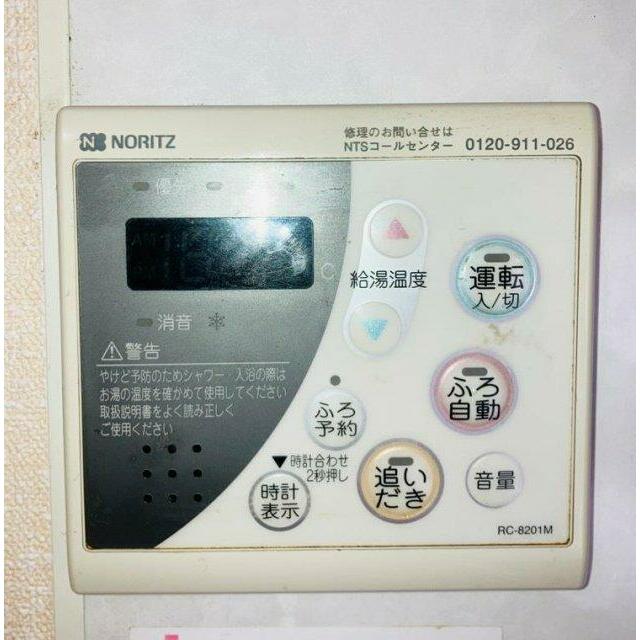 NORITZ
修理のお問い合せは
NTSコールセンター 0120-911-026
優
給湯温度
運転
入/切
消音
警告
やけど予防のためシャワー・入浴の際は
お湯の温度を確かめて使用してください
取扱説明書をよく読み正しく
ご使用ください
ふろ
自動
ふろ
予約
▼時計合わせ
2秒押し
時計
表示
追い
だき
音量
RC-8201M